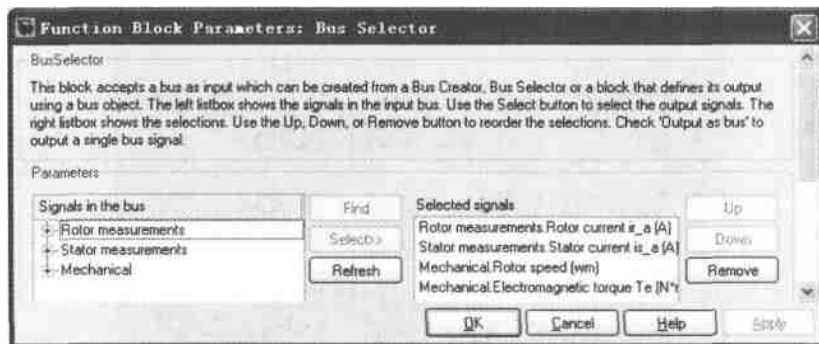 Function Block Parameters: Bus Selector
BusSelector
This block accepts a bus as input which can be created from a Bus Creator, Bus Selector or a block that defines its output
using a bus object. The left listbox shows the signals in the input bus. Use the Select button to select the output signals. The
right listbox shows the selections. Use the Up, Down, or Remove button to reorder the selections. Check 'Output as bus' to
output a single bus signal.
Parameters
Signals in the bus
Rotor measurements
Stator measurements
Mechanical
Find
Select>>
Refresh
Selected signals
Rotor measurements.Rotor current ir_a (A)
Stator measurements.Stator current is_a (A)
Mechanical.Rotor speed (wm)
Mechanical.Electromagnetic torque Te (N*
Up
Down
Remove
OK
Cancel
Help
Apply